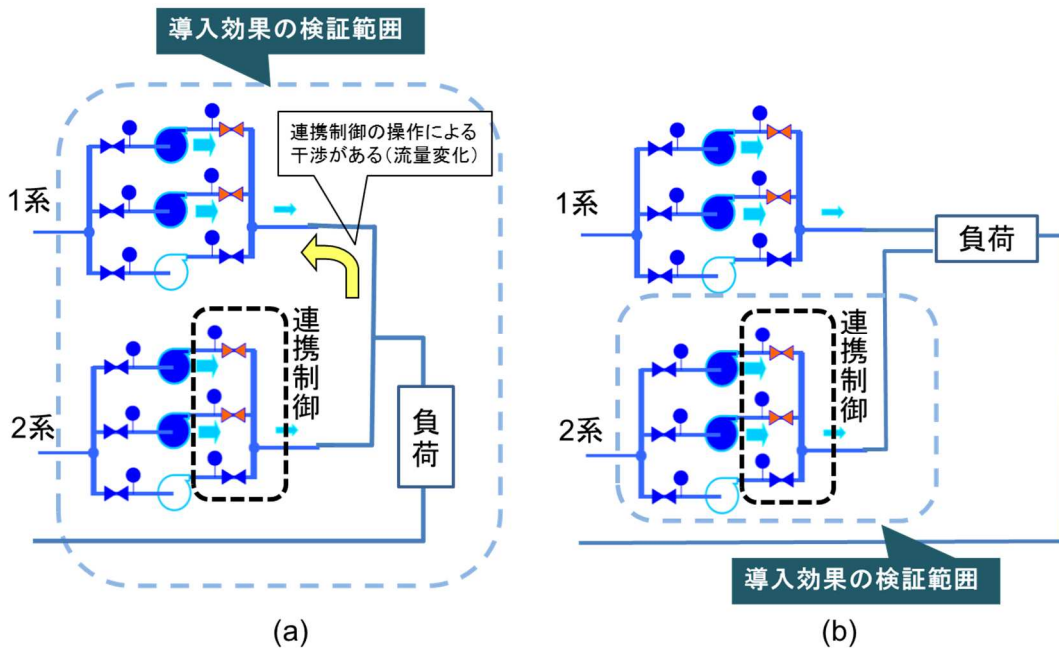 導入効果の検証範囲
連携制御の操作による
干渉がある(流量変化)
1系
2系
連携制御
負荷
(a)
1系
負荷
2系
連携制御
導入効果の検証範囲
(b)